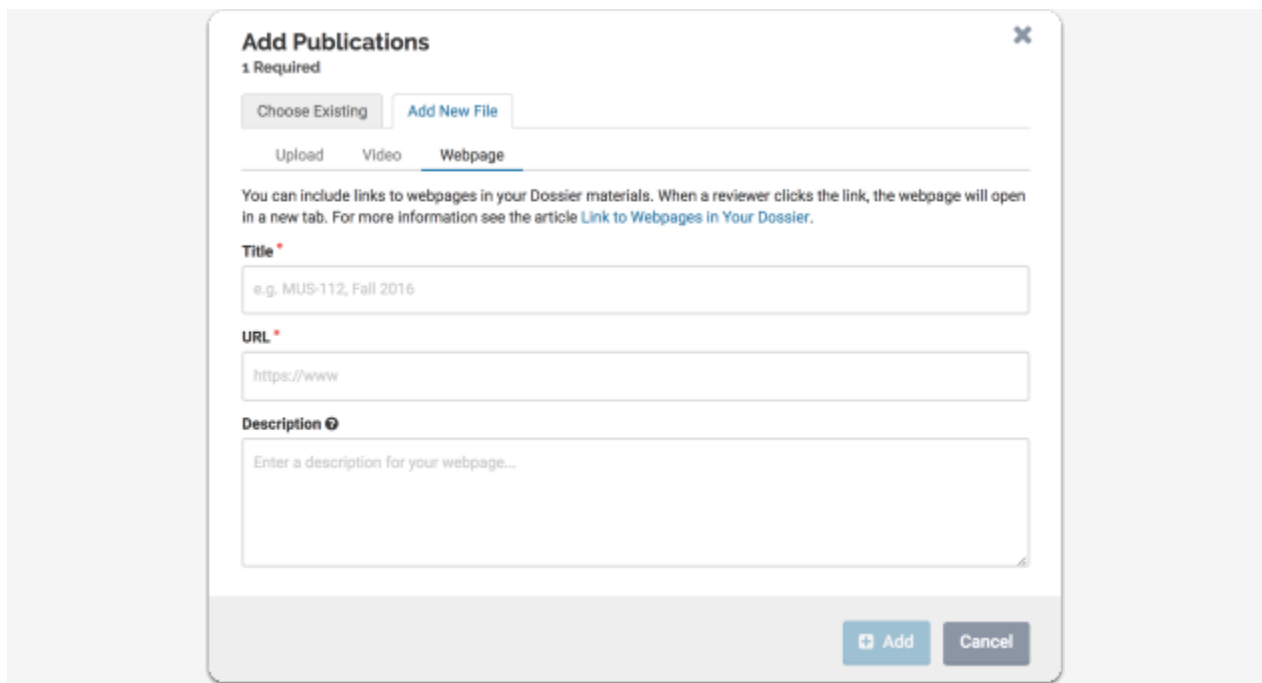 Add Publications
1 Required
Choose Existing
Add New File
Upload
Video
Webpage
You can include links to webpages in your Dossier materials. When a reviewer clicks the link, the webpage will open
in a new tab. For more information see the article Link to Webpages in Your Dossier.
Title *
e.g. MUS-112, Fall 2016
URL *
https://www
Description
Enter a description for your webpage...
Add
Cancel